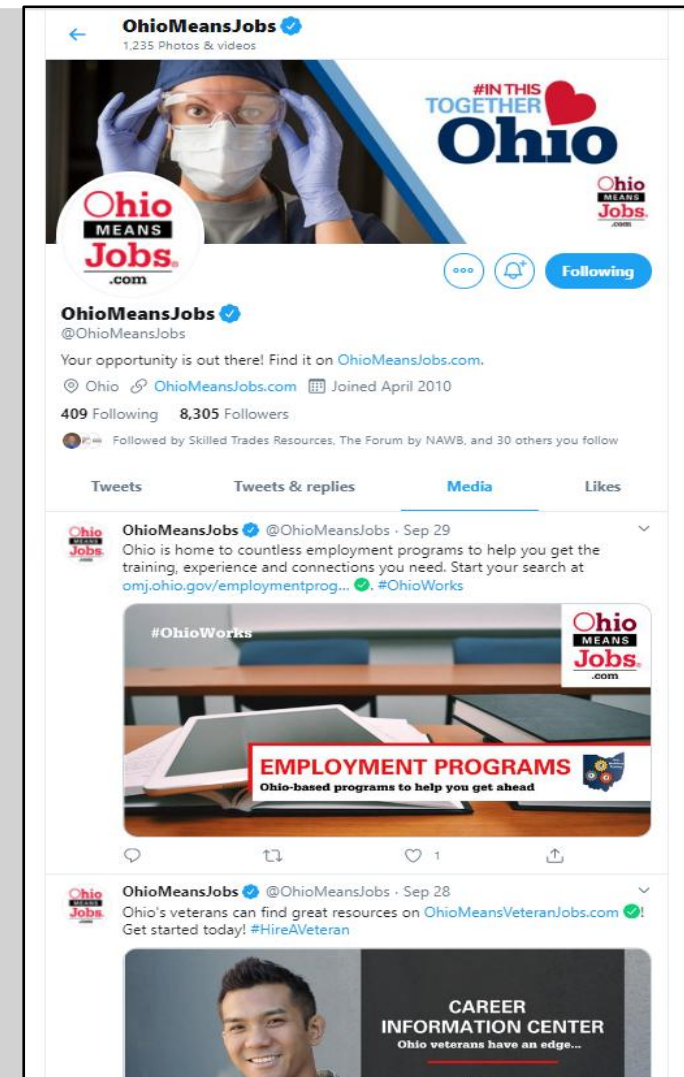 OhioMeansJobs
1,235 Photos & videos
#IN THIS
TOGETHER
Ohio
Ohio
MEANS
Jobs.
.com
Ohio
MEANS
Jobs.
.com
Following
OhioMeansJobs
@OhioMeansJobs
Your opportunity is out there! Find it on OhioMeansJobs.com.
Ohio OhioMeansJobs.com Joined April 2010
409 Following 8,305 Followers
Followed by Skilled Trades Resources, The Forum by NAWB, and 30 others you follow
Tweets Tweets & replies Media Likes
Ohio
MEANS
Jobs.
OhioMeansJobs @OhioMeansJobs · Sep 29
Ohio is home to countless employment programs to help you get the
training, experience and connections you need. Start your search at
omj.ohio.gov/employmentprog... . #OhioWorks
#OhioWorks
Ohio
MEANS
Jobs.
.com
EMPLOYMENT PROGRAMS
Ohio-based programs to help you get ahead
1
Ohio
MEANS
Jobs.
OhioMeansJobs @OhioMeansJobs · Sep 28
Ohio's veterans can find great resources on OhioMeansVeteranJobs.com !
Get started today! #HireAVeteran
CAREER
INFORMATION CENTER
Ohio veterans have an edge...